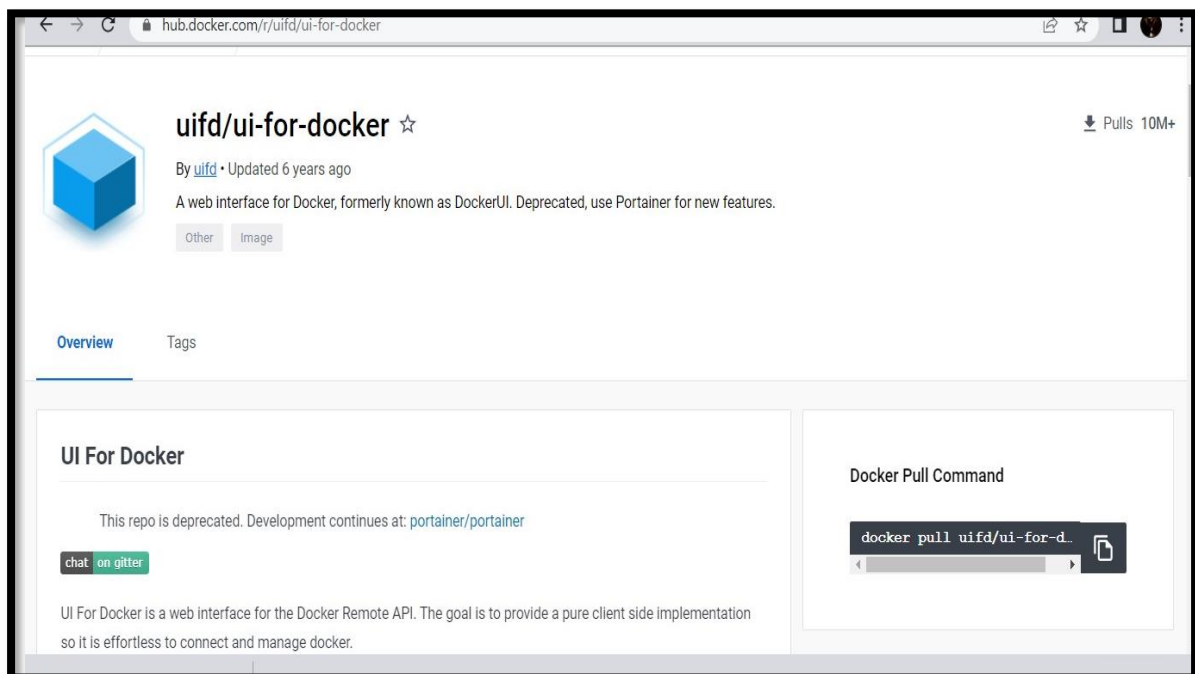 hub.docker.com/r/uifd/ui-for-docker
uifd/ui-for-docker
Pulls 10M+
By uifd • Updated 6 years ago
A web interface for Docker, formerly known as DockerUI. Deprecated, use Portainer for new features.
Other Image
Overview Tags
UI For Docker
This repo is deprecated. Development continues at: portainer/portainer
chat on gitter
UI For Docker is a web interface for the Docker Remote API. The goal is to provide a pure client side implementation
so it is effortless to connect and manage docker.
Docker Pull Command
docker pull uifd/ui-for-d…